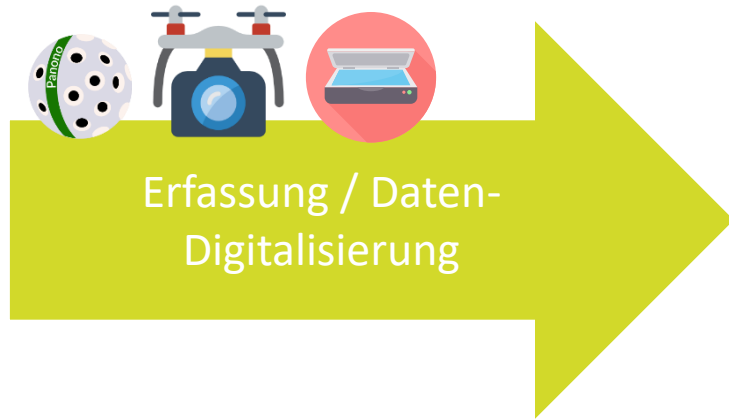 Panono
Erfassung / Daten-
Digitalisierung